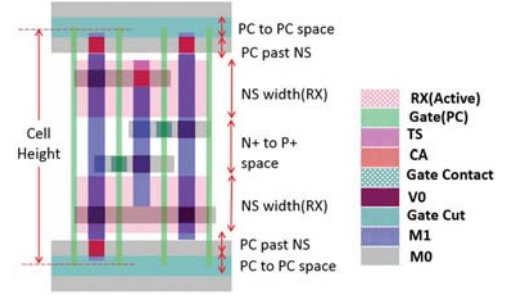 PC to PC space
PC past NS
NS width(RX)
Cell
Height
N+ to P+
space
NS width(RX)
PC past NS
PC to PC space
RX(Active)
Gate(PC)
TS
CA
Gate Contact
V0
Gate Cut
M1
M0